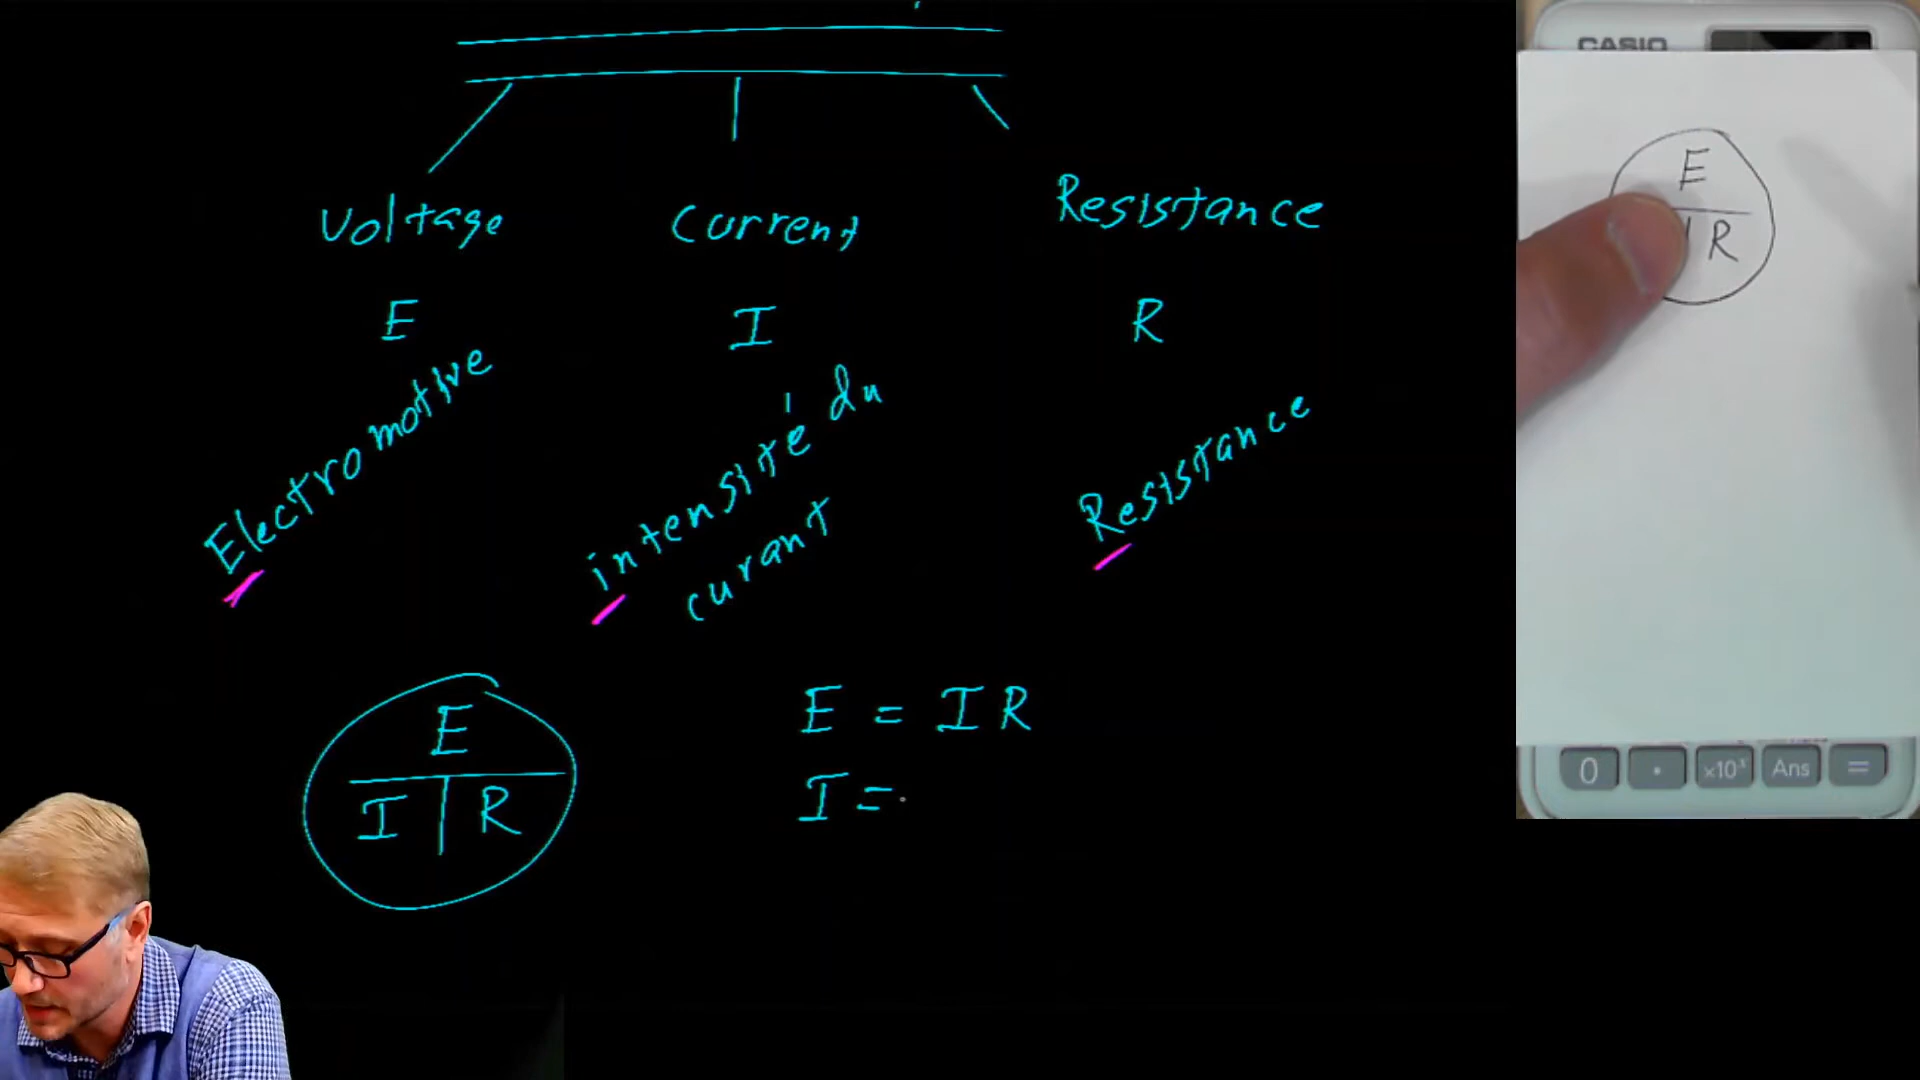 Voltage Current Resistance
E I R
Electromotive
intensité du
curant
Resistance
E
I R
E = IR
I =
CASIO
E
R
0 . ×10ˣ Ans =